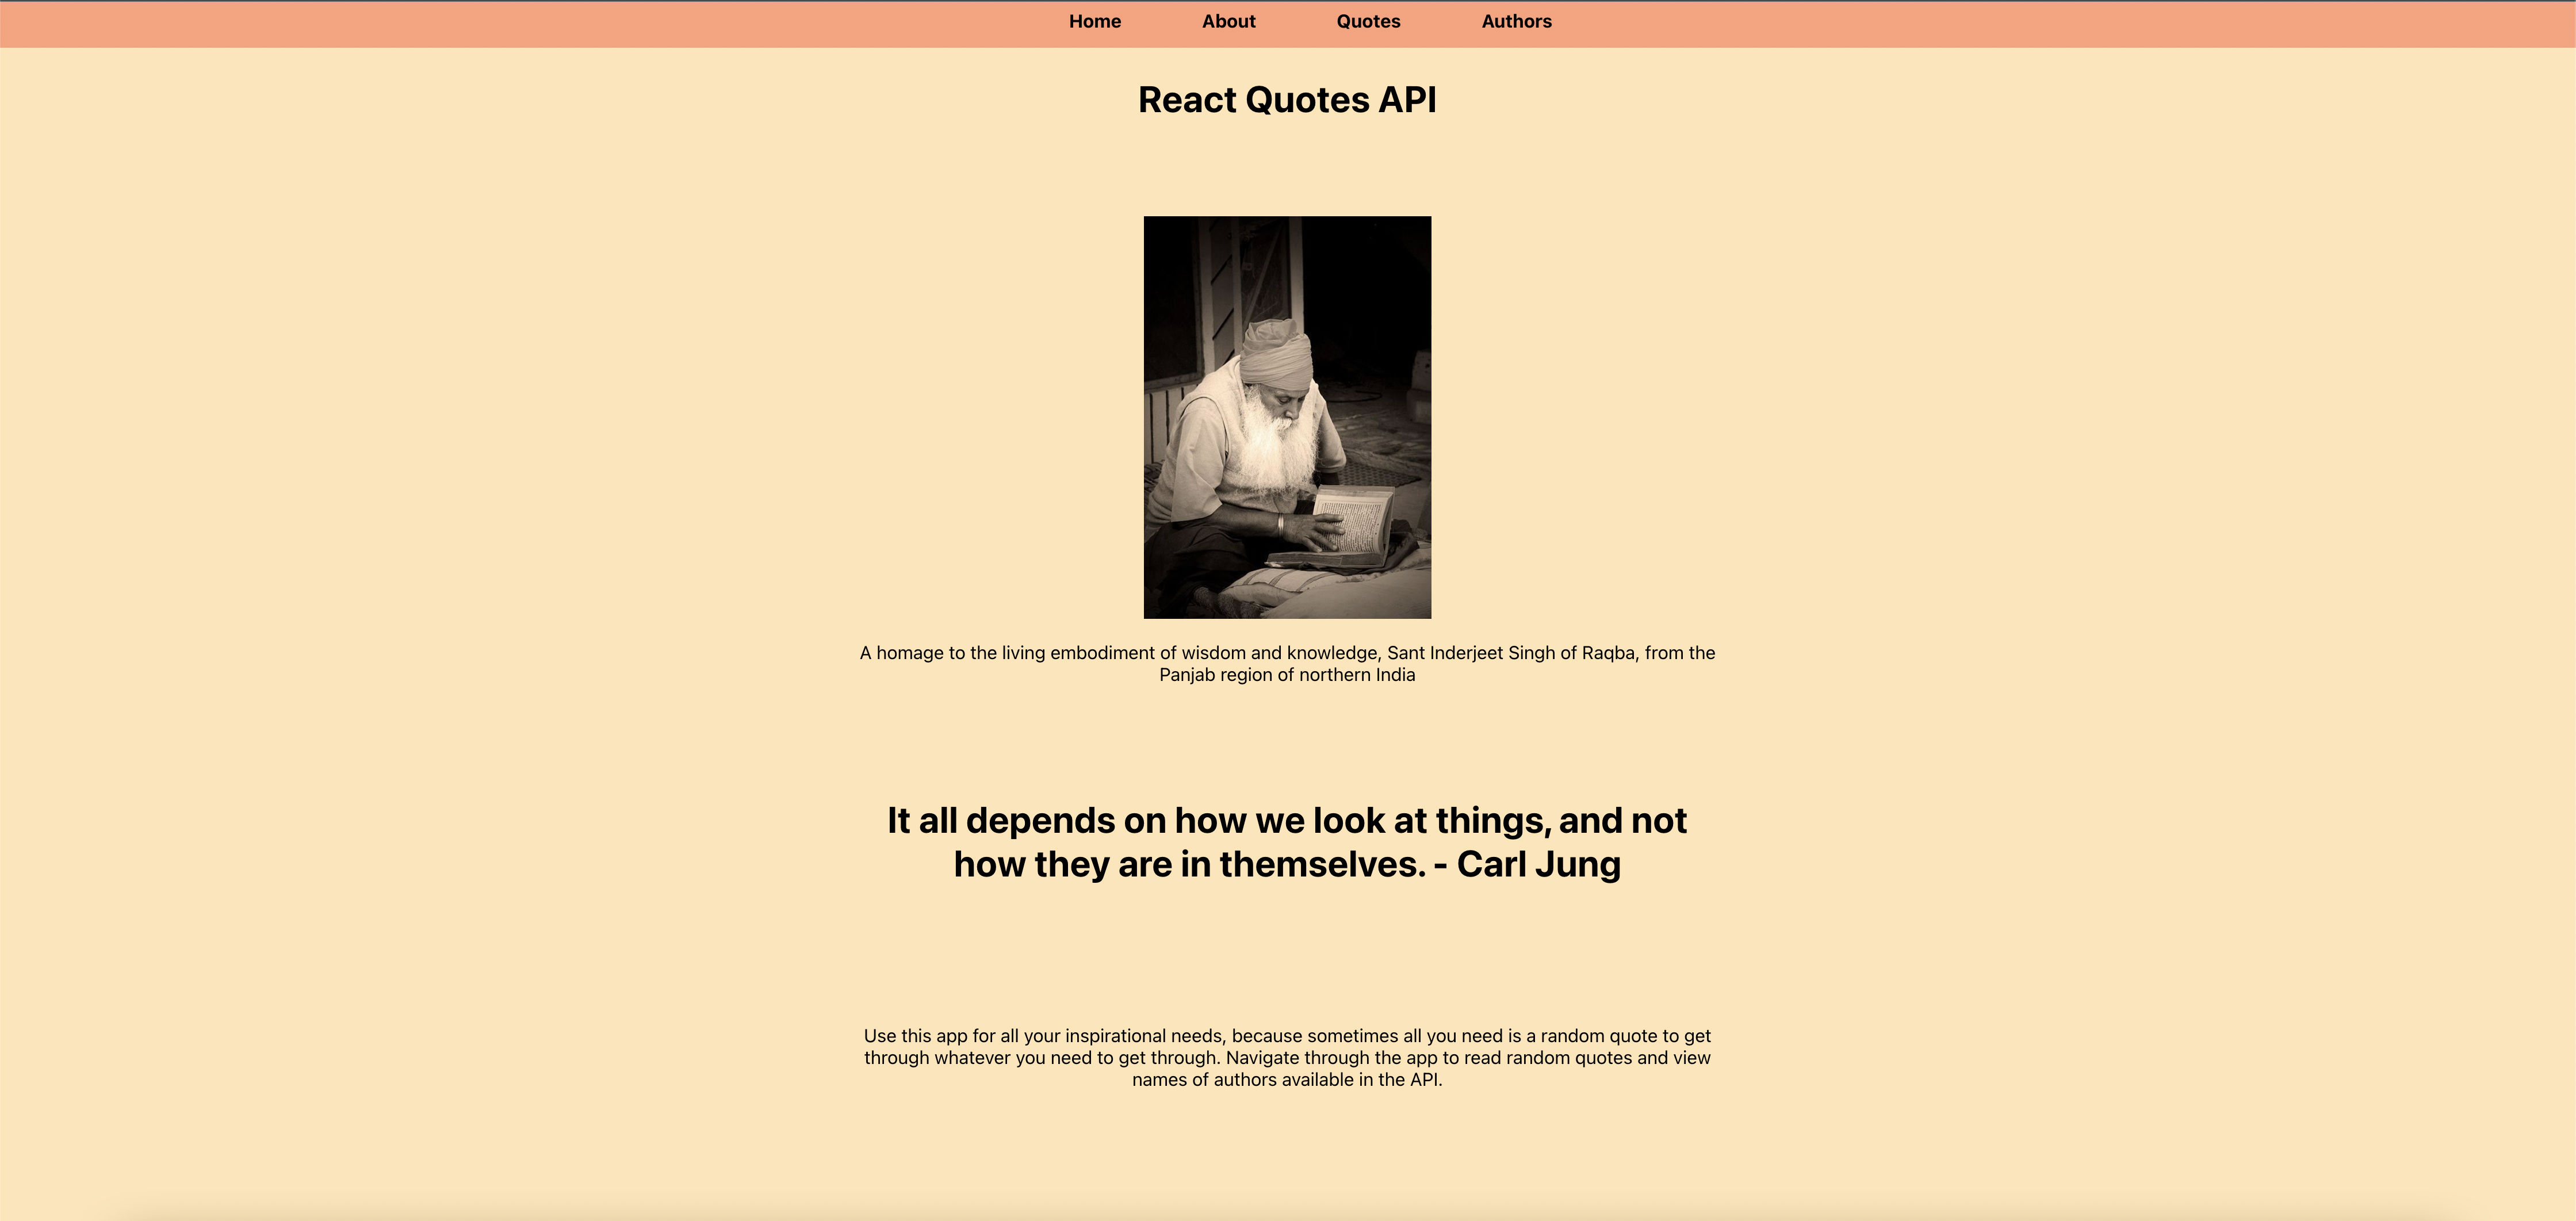 Home About Quotes Authors
React Quotes API
A homage to the living embodiment of wisdom and knowledge, Sant Inderjeet Singh of Raqba, from the
Panjab region of northern India
It all depends on how we look at things, and not
how they are in themselves. - Carl Jung
Use this app for all your inspirational needs, because sometimes all you need is a random quote to get
through whatever you need to get through. Navigate through the app to read random quotes and view
names of authors available in the API.